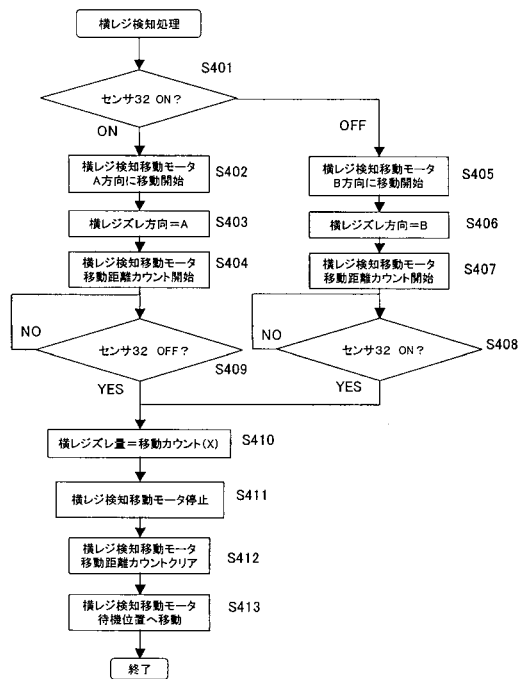 横レジ検知処理
S401
センサ32 ON?
ON
OFF
横レジ検知移動モータ
A方向に移動開始
S402
横レジズレ方向=A
S403
横レジ検知移動モータ
移動距離カウント開始
S404
NO
センサ32 OFF?
S409
YES
横レジ検知移動モータ
B方向に移動開始
S405
横レジズレ方向=B
S406
横レジ検知移動モータ
移動距離カウント開始
S407
NO
センサ32 ON?
S408
YES
横レジズレ量=移動カウント(X)
S410
横レジ検知移動モータ停止
S411
横レジ検知移動モータ
移動距離カウントクリア
S412
横レジ検知移動モータ
待機位置へ移動
S413
終了